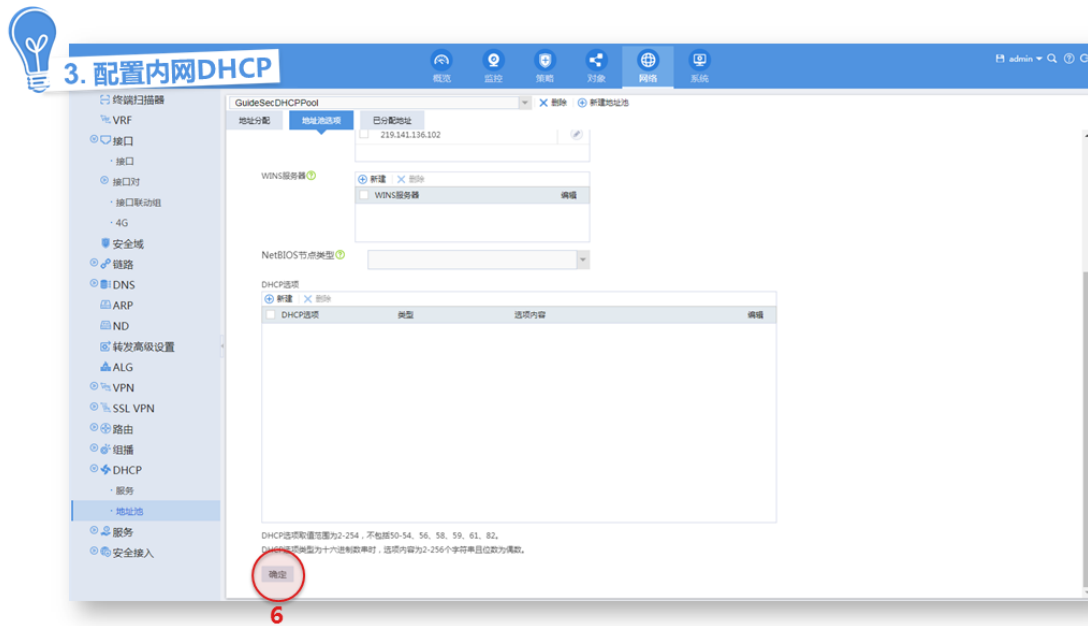 3. 配置内网DHCP
概览 监控 策略 对象 网络 系统
admin
终端扫描器
VRF
接口
· 接口
接口对
· 接口联动组
· 4G
安全域
链路
DNS
ARP
ND
转发高级设置
ALG
VPN
SSL VPN
路由
组播
DHCP
· 服务
· 地址池
服务
安全接入
GuideSecDHCPPool 删除 新建地址池
地址分配 地址池选项 已分配地址
219.141.136.102
WINS服务器 新建 删除
WINS服务器 编辑
NetBIOS节点类型
DHCP选项
新建 删除
DHCP选项 类型 选项内容 编辑
DHCP选项取值范围为2-254，不包括50-54、56、58、59、61、82。
DHCP选项类型为十六进制数串时，选项内容为2-256个字符串且位数为偶数。
确定
6